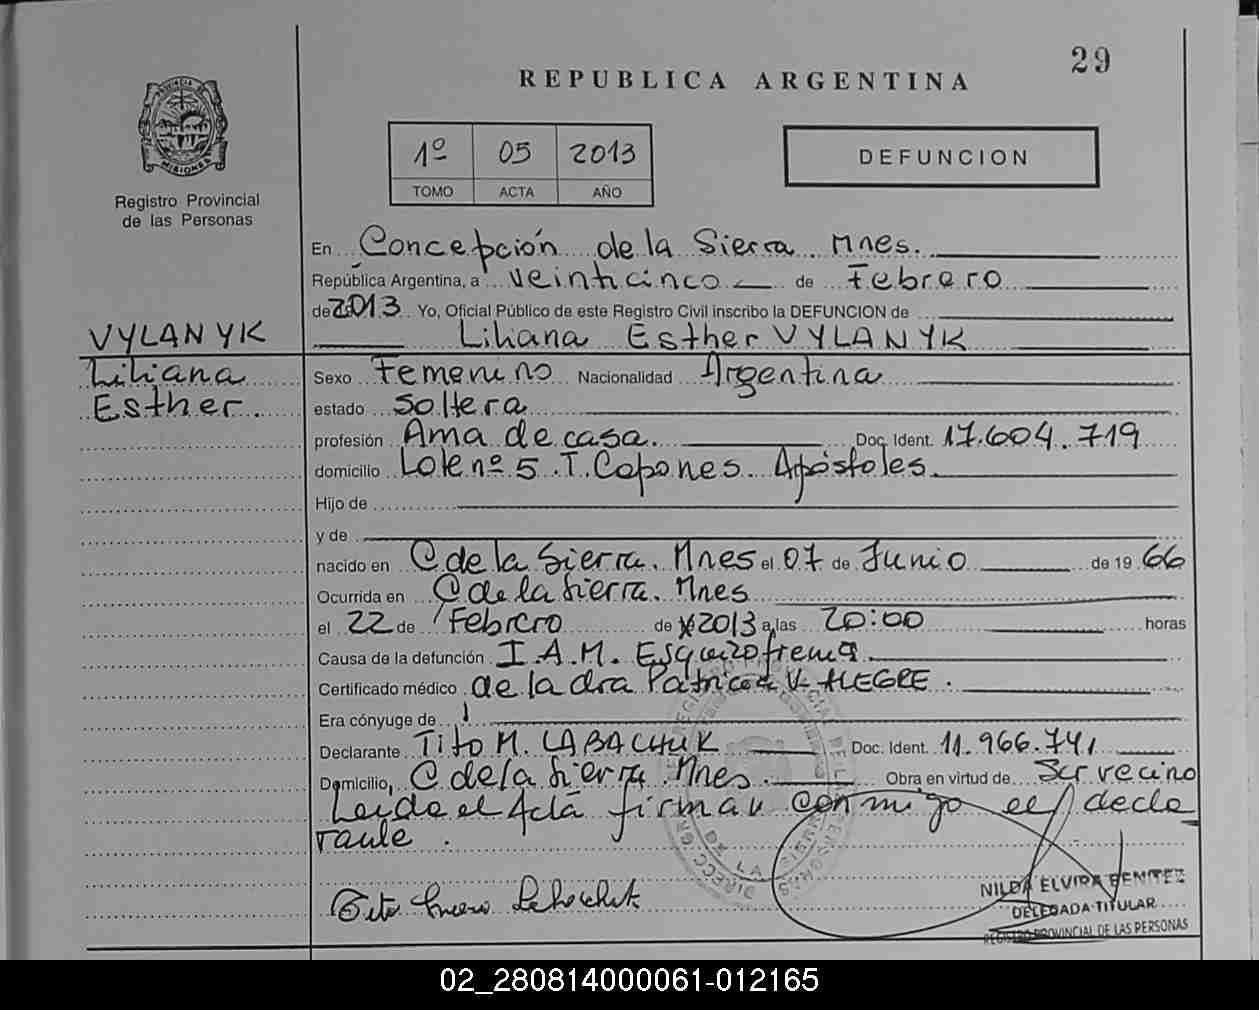 29
REPUBLICA ARGENTINA
PROVINCIA DE MISIONES
Registro Provincial
de las Personas
1º 05 2013
TOMO ACTA AÑO
DEFUNCION
En Concepción de la Sierra Mnes.
República Argentina, a veinticinco de Febrero
de 2013 Yo, Oficial Público de este Registro Civil inscribo la DEFUNCION de
Liliana Esther VYLANYK
VYLANYK
Liliana
Esther.
Sexo Femenino Nacionalidad Argentina
estado Soltera
profesión Ama de casa. Doc. Ident. 17.604.719
domicilio Lote nº 5 T. Capones Apóstoles.
Hijo de
y de
nacido en C de la Sierra. Mnes el 07 de Junio de 19 66
Ocurrida en C de la Sierra. Mnes
el 22 de Febrero de 2013 a las 20:00 horas
Causa de la defunción I.A.M. Esquizofrenia
Certificado médico de la dra Patricia V. ALEGRE.
Era cónyuge de
Declarante Tito M. LABACHUK Doc. Ident. 11.966.741
Domicilio, C de la Sierra Mnes. Obra en virtud de Ser vecino
Leida el Acta firman conmigo el decla
rante.
NILDA ELVIRA BENITEZ
DELEGADA TITULAR
REGISTRO PROVINCIAL DE LAS PERSONAS
02_280814000061-012165